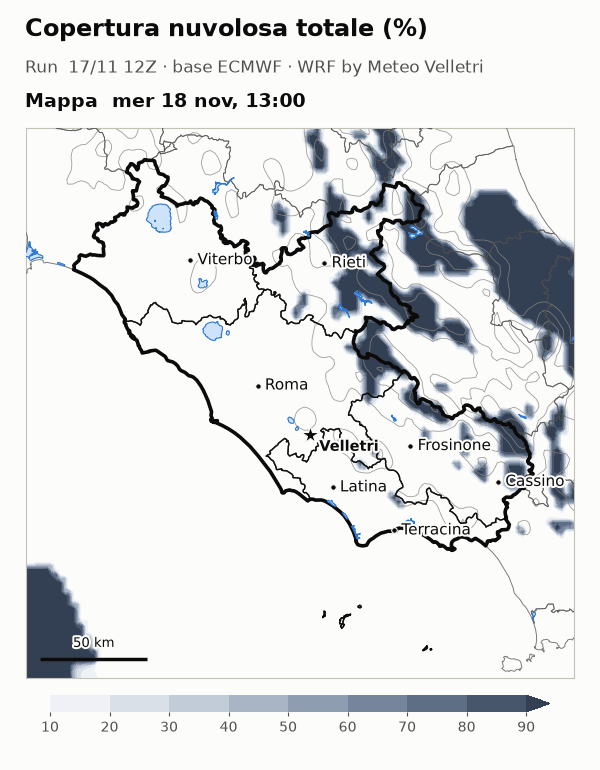 Copertura nuvolosa totale (%)
Run 17/11 12Z · base ECMWF · WRF by Meteo Velletri
Mappa mer 18 nov, 13:00
Viterbo
Rieti
Roma
Velletri
Frosinone
Cassino
Latina
Terracina
50 km
10 20 30 40 50 60 70 80 90